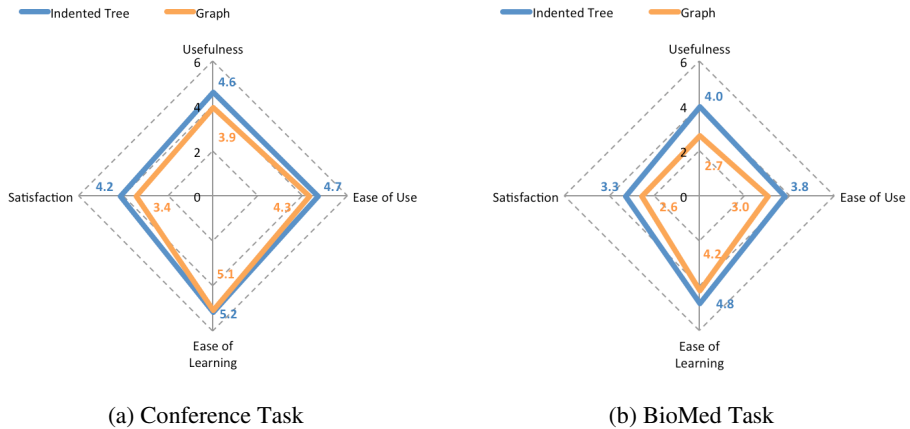 Indented Tree
Graph
Usefulness
6
4.6
4
3.9
2
Satisfaction
4.2
0
4.7
Ease of Use
3.4
4.3
5.1
5.2
Ease of
Learning
(a) Conference Task
Indented Tree
Graph
Usefulness
6
4.0
4
2.7
2
Satisfaction
3.3
0
3.8
Ease of Use
2.6
3.0
4.2
4.8
Ease of
Learning
(b) BioMed Task